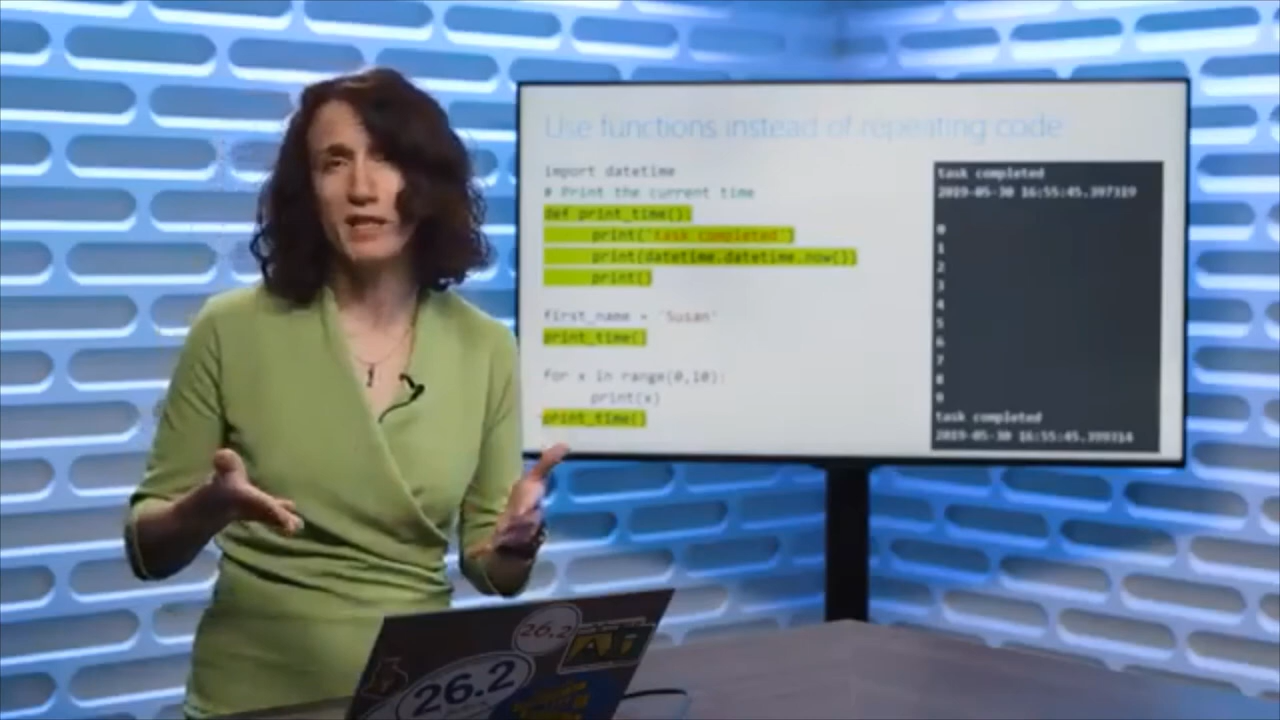 Use functions instead of repeating code
import datetime
# Print the current time
def print_time():
print('task completed')
print(datetime.datetime.now())
print()
first_name = 'Susan'
print_time()
for x in range(0,10):
print(x)
print_time()
task completed
2019-05-30 16:55:45.397319
0
1
2
3
4
5
6
7
8
9
task completed
2019-05-30 16:55:45.399314
26.2
Ai
26.2